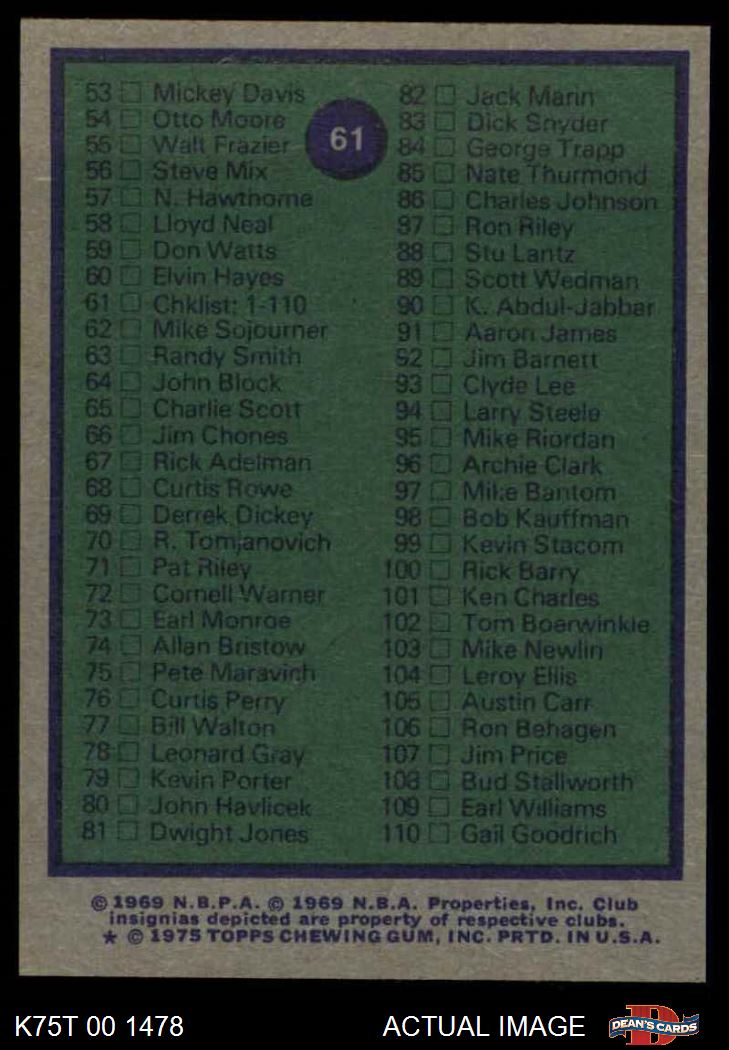 61
53 Mickey Davis
54 Otto Moore
55 Walt Frazier
56 Steve Mix
57 N. Hawthorne
58 Lloyd Neal
59 Don Watts
60 Elvin Hayes
61 Chklist: 1-110
62 Mike Sojourner
63 Randy Smith
64 John Block
65 Charlie Scott
66 Jim Chones
67 Rick Adelman
68 Curtis Rowe
69 Derrek Dickey
70 R. Tomjanovich
71 Pat Riley
72 Cornell Warner
73 Earl Monroe
74 Allan Bristow
75 Pete Maravich
76 Curtis Perry
77 Bill Walton
78 Leonard Gray
79 Kevin Porter
80 John Havlicek
81 Dwight Jones
82 Jack Marin
83 Dick Snyder
84 George Trapp
85 Nate Thurmond
86 Charles Johnson
87 Ron Riley
88 Stu Lantz
89 Scott Wedman
90 K. Abdul-Jabbar
91 Aaron James
92 Jim Barnett
93 Clyde Lee
94 Larry Steele
95 Mike Riordan
96 Archie Clark
97 Mike Bantom
98 Bob Kauffman
99 Kevin Stacom
100 Rick Barry
101 Ken Charles
102 Tom Boerwinkle
103 Mike Newlin
104 Leroy Ellis
105 Austin Carr
106 Ron Behagen
107 Jim Price
108 Bud Stallworth
109 Earl Williams
110 Gail Goodrich
© 1969 N.B.P.A. © 1969 N.B.A. Properties, Inc. Club
insignias depicted are property of respective clubs.
★ © 1975 TOPPS CHEWING GUM, INC. PRTD. IN U.S.A.
K75T 00 1478 ACTUAL IMAGE
D
DEAN'S CARDS